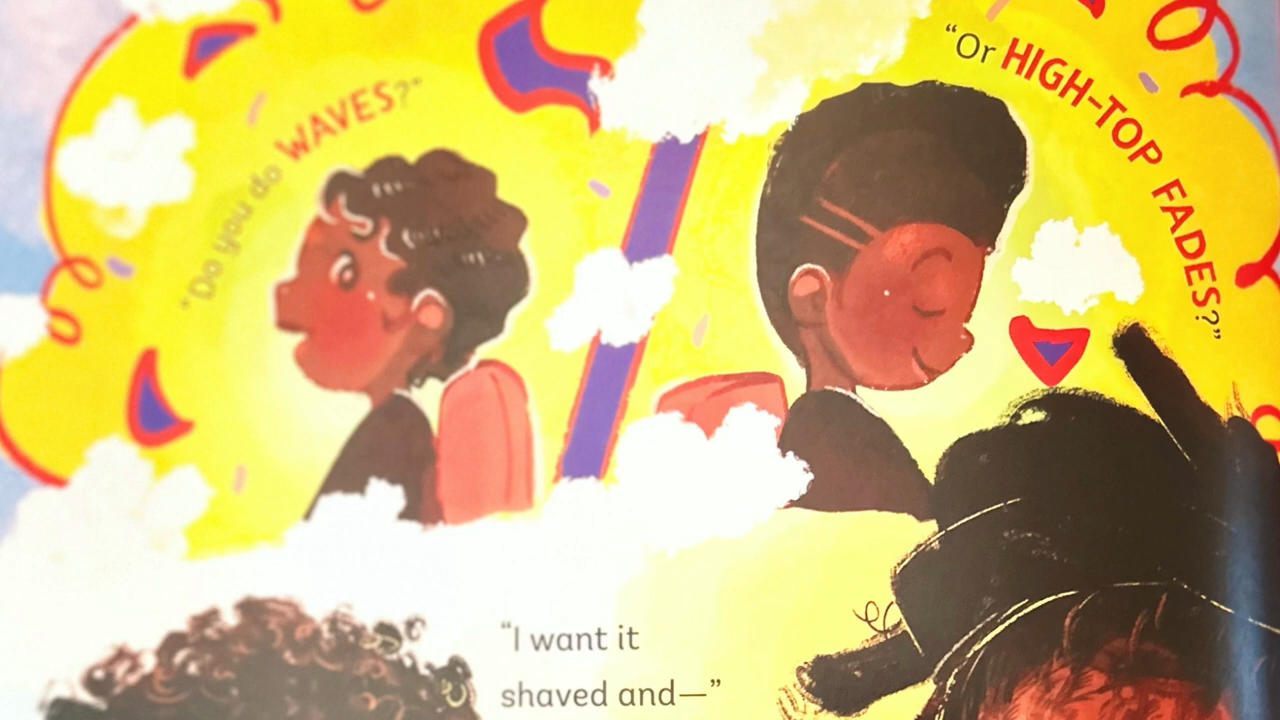 “Do you do WAVES?”
“Or HIGH-TOP FADES?”
“I want it
shaved and—”